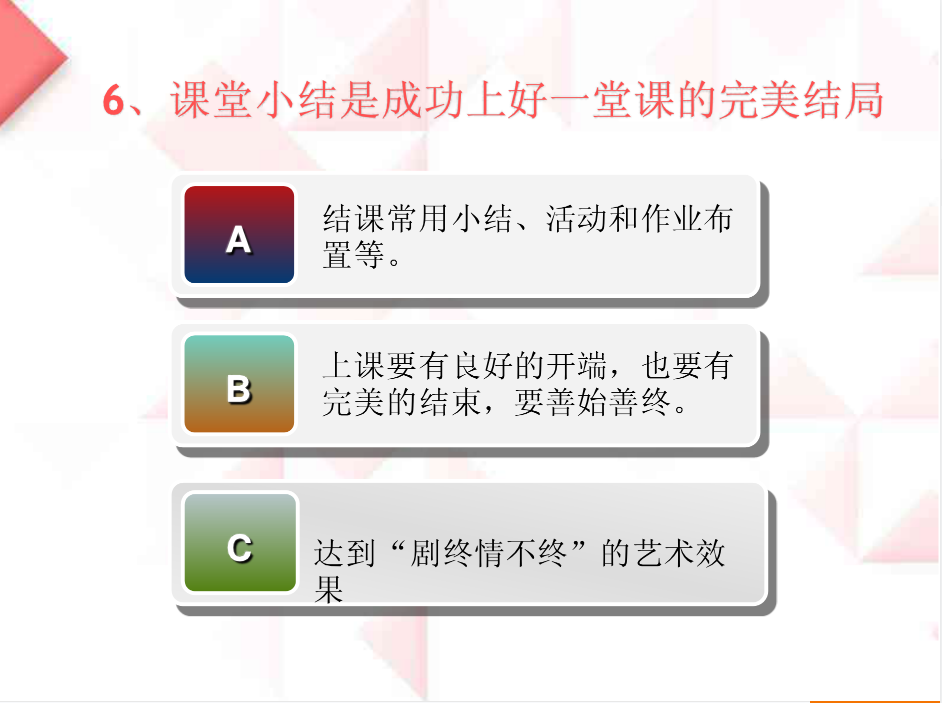 6、课堂小结是成功上好一堂课的完美结局
A
结课常用小结、活动和作业布
置等。
B
上课要有良好的开端，也要有
完美的结束，要善始善终。
C
达到“剧终情不终”的艺术效
果